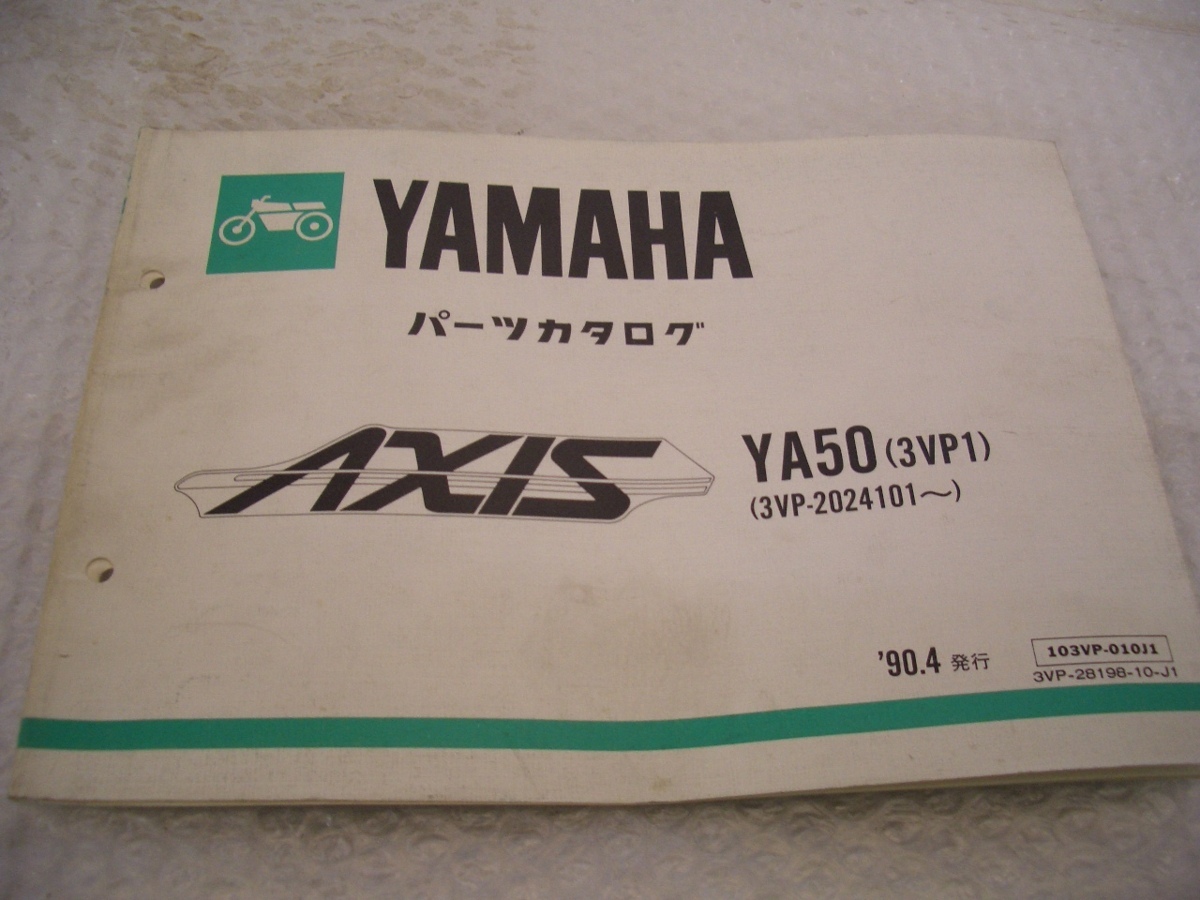 YAMAHA
パーツカタログ
AXIS
YA50 (3VP1)
(3VP-2024101〜)
'90.4 発行
103VP-010J1
3VP-28198-10-J1